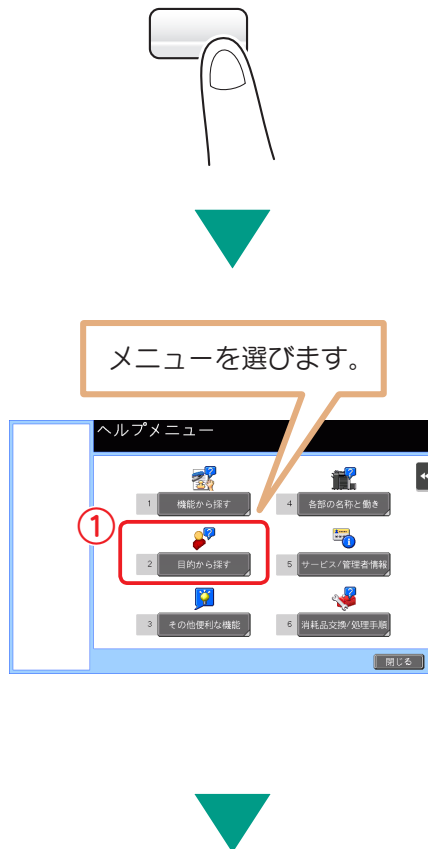 メニューを選びます。
ヘルプメニュー
1 機能から探す
4 各部の名称と働き
①
2 目的から探す
5 サービス/管理者情報
3 その他便利な機能
6 消耗品交換/処理手順
閉じる